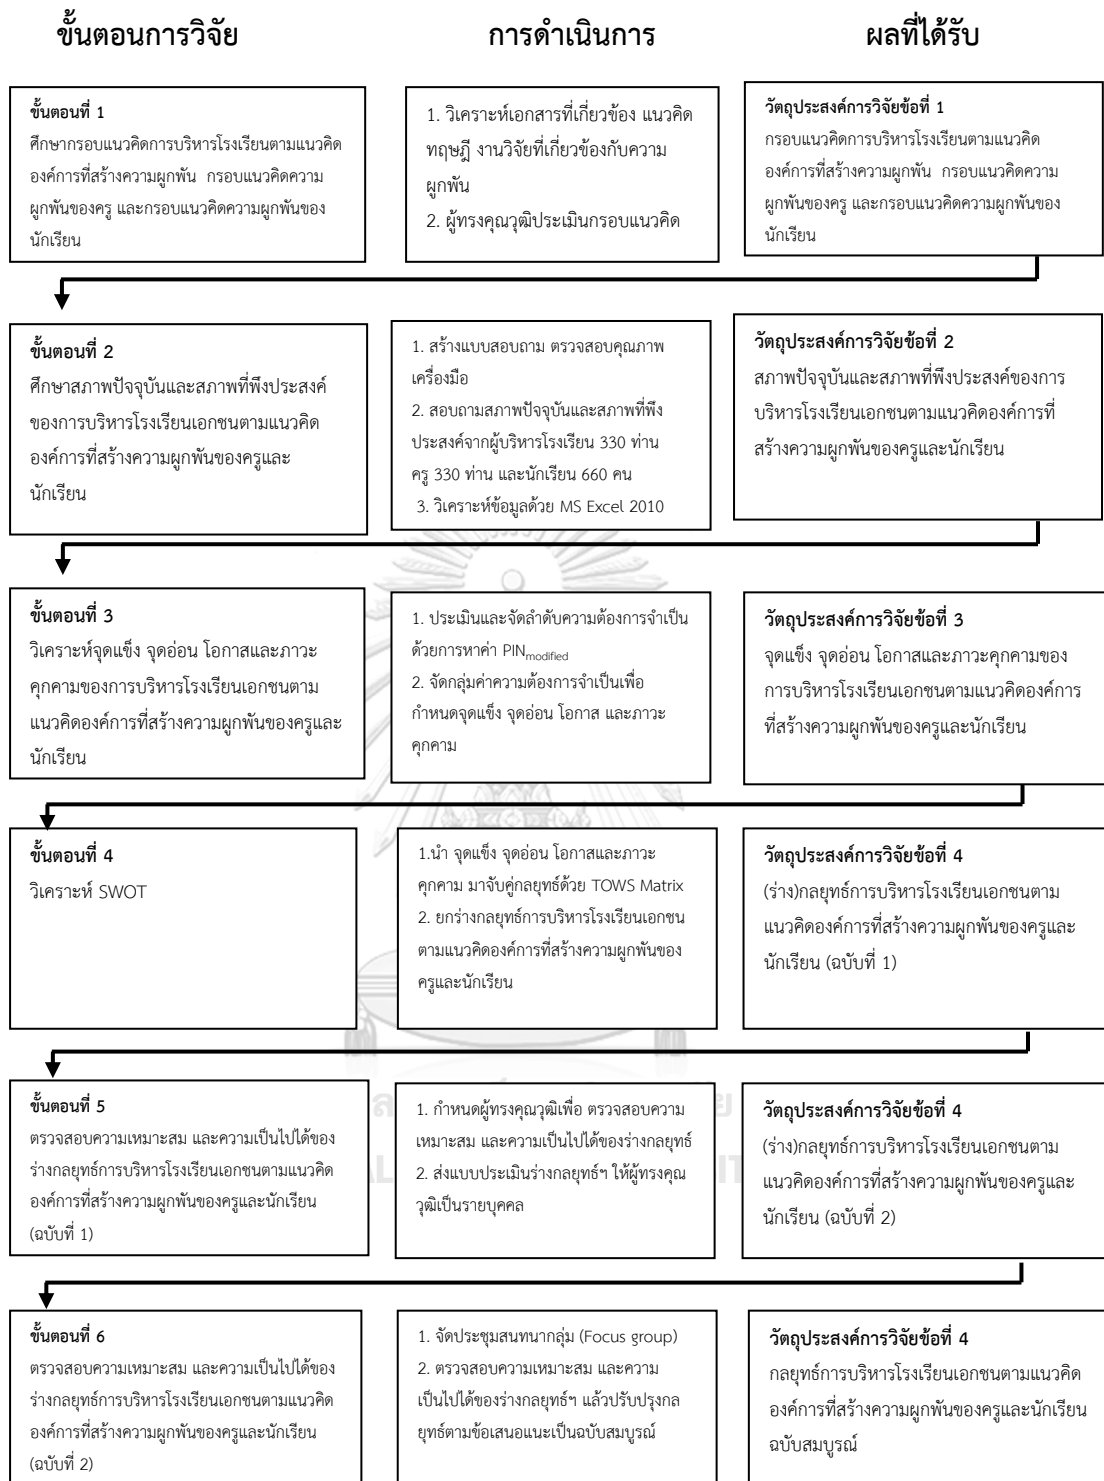 ขั้นตอนการวิจัย
การดำเนินการ
ผลที่ได้รับ
ขั้นตอนที่ 1
ศึกษากรอบแนวคิดการบริหารโรงเรียนตามแนวคิด
องค์การที่สร้างความผูกพัน กรอบแนวคิดความ
ผูกพันของครู และกรอบแนวคิดความผูกพันของ
นักเรียน
1. วิเคราะห์เอกสารที่เกี่ยวข้อง แนวคิด
ทฤษฎี งานวิจัยที่เกี่ยวข้องกับความ
ผูกพัน
2. ผู้ทรงคุณวุฒิประเมินกรอบแนวคิด
วัตถุประสงค์การวิจัยข้อที่ 1
กรอบแนวคิดการบริหารโรงเรียนตามแนวคิด
องค์การที่สร้างความผูกพัน กรอบแนวคิดความ
ผูกพันของครู และกรอบแนวคิดความผูกพันของ
นักเรียน
ขั้นตอนที่ 2
ศึกษาสภาพปัจจุบันและสภาพที่พึงประสงค์
ของการบริหารโรงเรียนเอกชนตามแนวคิด
องค์การที่สร้างความผูกพันของครูและ
นักเรียน
1. สร้างแบบสอบถาม ตรวจสอบคุณภาพ
เครื่องมือ
2. สอบถามสภาพปัจจุบันและสภาพที่พึง
ประสงค์จากผู้บริหารโรงเรียน 330 ท่าน
ครู 330 ท่าน และนักเรียน 660 คน
3. วิเคราะห์ข้อมูลด้วย MS Excel 2010
วัตถุประสงค์การวิจัยข้อที่ 2
สภาพปัจจุบันและสภาพที่พึงประสงค์ของการ
บริหารโรงเรียนเอกชนตามแนวคิดองค์การที่
สร้างความผูกพันของครูและนักเรียน
ขั้นตอนที่ 3
วิเคราะห์จุดแข็ง จุดอ่อน โอกาสและภาวะ
คุกคามของการบริหารโรงเรียนเอกชนตาม
แนวคิดองค์การที่สร้างความผูกพันของครูและ
นักเรียน
1. ประเมินและจัดลำดับความต้องการจำเป็น
ด้วยการหาค่า PINmodified
2. จัดกลุ่มค่าความต้องการจำเป็นเพื่อ
กำหนดจุดแข็ง จุดอ่อน โอกาส และภาวะ
คุกคาม
วัตถุประสงค์การวิจัยข้อที่ 3
จุดแข็ง จุดอ่อน โอกาสและภาวะคุกคามของ
การบริหารโรงเรียนเอกชนตามแนวคิดองค์การ
ที่สร้างความผูกพันของครูและนักเรียน
ขั้นตอนที่ 4
วิเคราะห์ SWOT
1.นำ จุดแข็ง จุดอ่อน โอกาสและภาวะ
คุกคาม มาจับคู่กลยุทธ์ด้วย TOWS Matrix
2. ยกร่างกลยุทธ์การบริหารโรงเรียนเอกชน
ตามแนวคิดองค์การที่สร้างความผูกพันของ
ครูและนักเรียน
วัตถุประสงค์การวิจัยข้อที่ 4
(ร่าง)กลยุทธ์การบริหารโรงเรียนเอกชนตาม
แนวคิดองค์การที่สร้างความผูกพันของครูและ
นักเรียน (ฉบับที่ 1)
ขั้นตอนที่ 5
ตรวจสอบความเหมาะสม และความเป็นไปได้ของ
ร่างกลยุทธ์การบริหารโรงเรียนเอกชนตามแนวคิด
องค์การที่สร้างความผูกพันของครูและนักเรียน
(ฉบับที่ 1)
1. กำหนดผู้ทรงคุณวุฒิเพื่อ ตรวจสอบความ
เหมาะสม และความเป็นไปได้ของร่างกลยุทธ์
2. ส่งแบบประเมินร่างกลยุทธ์ฯ ให้ผู้ทรงคุณ
วุฒิเป็นรายบุคคล
วัตถุประสงค์การวิจัยข้อที่ 4
(ร่าง)กลยุทธ์การบริหารโรงเรียนเอกชนตาม
แนวคิดองค์การที่สร้างความผูกพันของครูและ
นักเรียน (ฉบับที่ 2)
ขั้นตอนที่ 6
ตรวจสอบความเหมาะสม และความเป็นไปได้ของ
ร่างกลยุทธ์การบริหารโรงเรียนเอกชนตามแนวคิด
องค์การที่สร้างความผูกพันของครูและนักเรียน
(ฉบับที่ 2)
1. จัดประชุมสนทนากลุ่ม (Focus group)
2. ตรวจสอบความเหมาะสม และความ
เป็นไปได้ของร่างกลยุทธ์ฯ แล้วปรับปรุงกล
ยุทธ์ตามข้อเสนอแนะเป็นฉบับสมบูรณ์
วัตถุประสงค์การวิจัยข้อที่ 4
กลยุทธ์การบริหารโรงเรียนเอกชนตามแนวคิด
องค์การที่สร้างความผูกพันของครูและนักเรียน
ฉบับสมบูรณ์